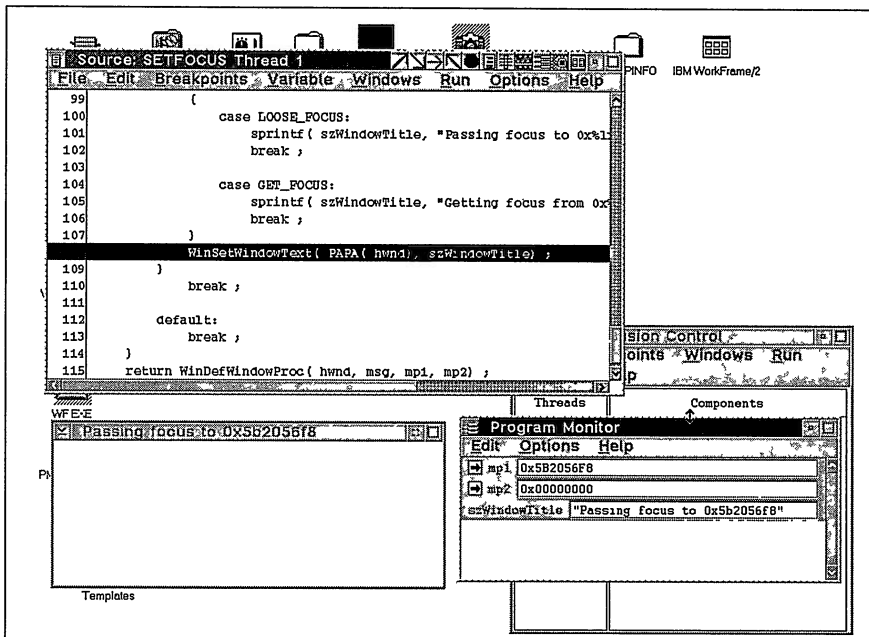 Source: SETFOCUS Thread 1
File Edit Breakpoints Variable Windows Run Options Help
99 {
100 case LOOSE_FOCUS:
101 sprintf( szWindowTitle, "Passing focus to 0x%l
102 break ;
103
104 case GET_FOCUS:
105 sprintf( szWindowTitle, "Getting focus from 0x
106 break ;
107 }
WinSetWindowText( PAPA( hwnd), szWindowTitle) ;
109 }
110 break ;
111
112 default:
113 break ;
114 }
115 return WinDefWindowProc( hwnd, msg, mp1, mp2) ;
PINFO
IBM WorkFrame/2
sion Control
oints Windows Run
p
Threads Components
WF E-E
Passing focus to 0x5b2056f8
Program Monitor
Edit Options Help
mp1 0x5B2056F8
mp2 0x00000000
szWindowTitle "Passing focus to 0x5b2056f8"
Templates